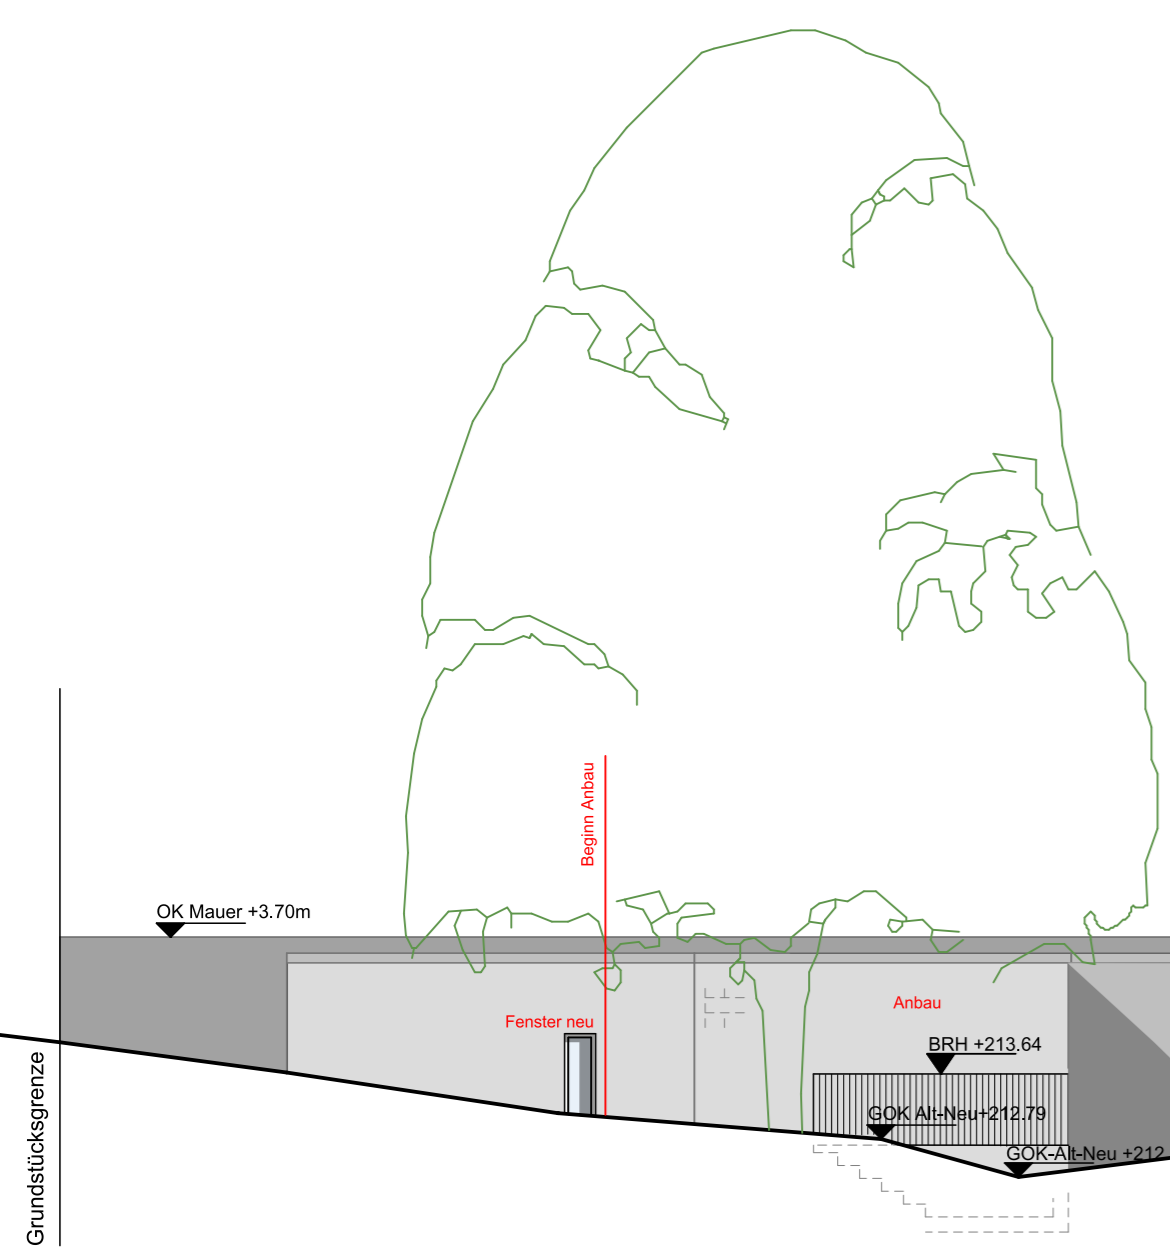 Beginn Anbau
OK Mauer +3.70m
Anbau
Fenster neu
BRH +213.64
Grundstücksgrenze
GOK Alt-Neu+212.79
GOK-Alt-Neu +212